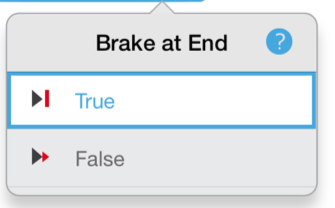 Brake at End ?
True
False